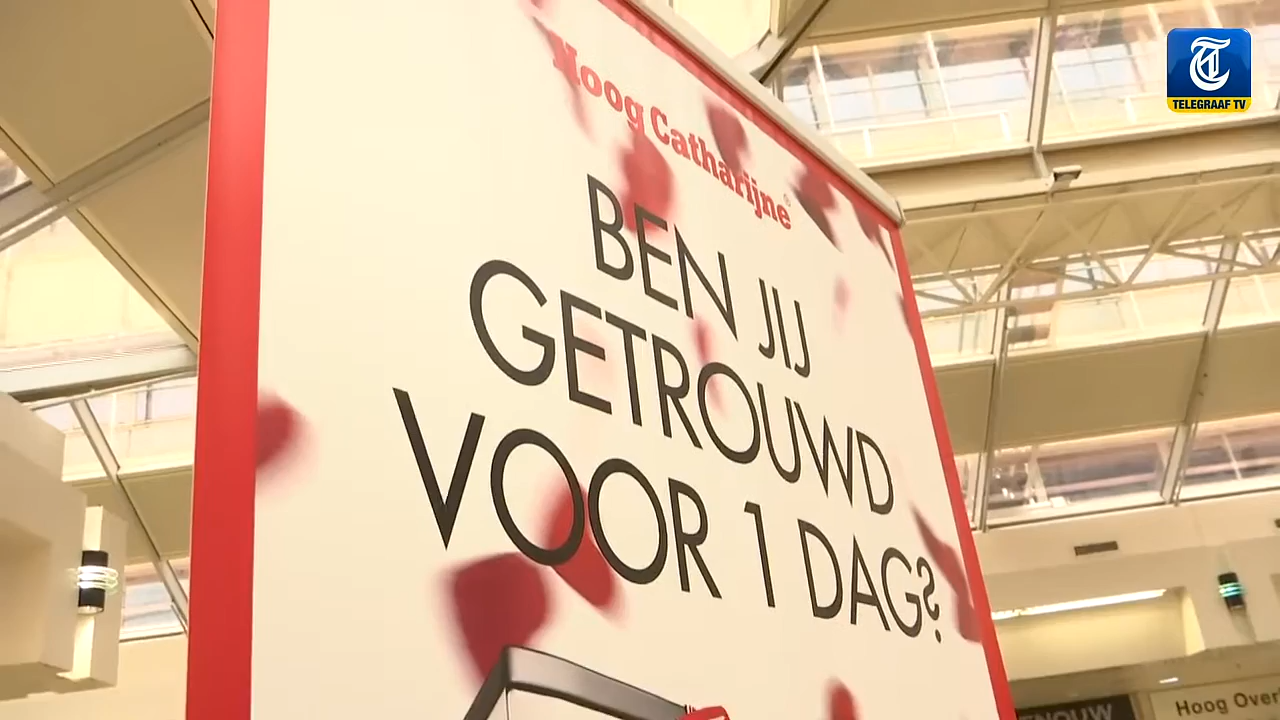 TELEGRAAF TV
Hoog Catharijne®
BEN JIJ
GETROUWD
VOOR 1 DAG?
Hoog Over